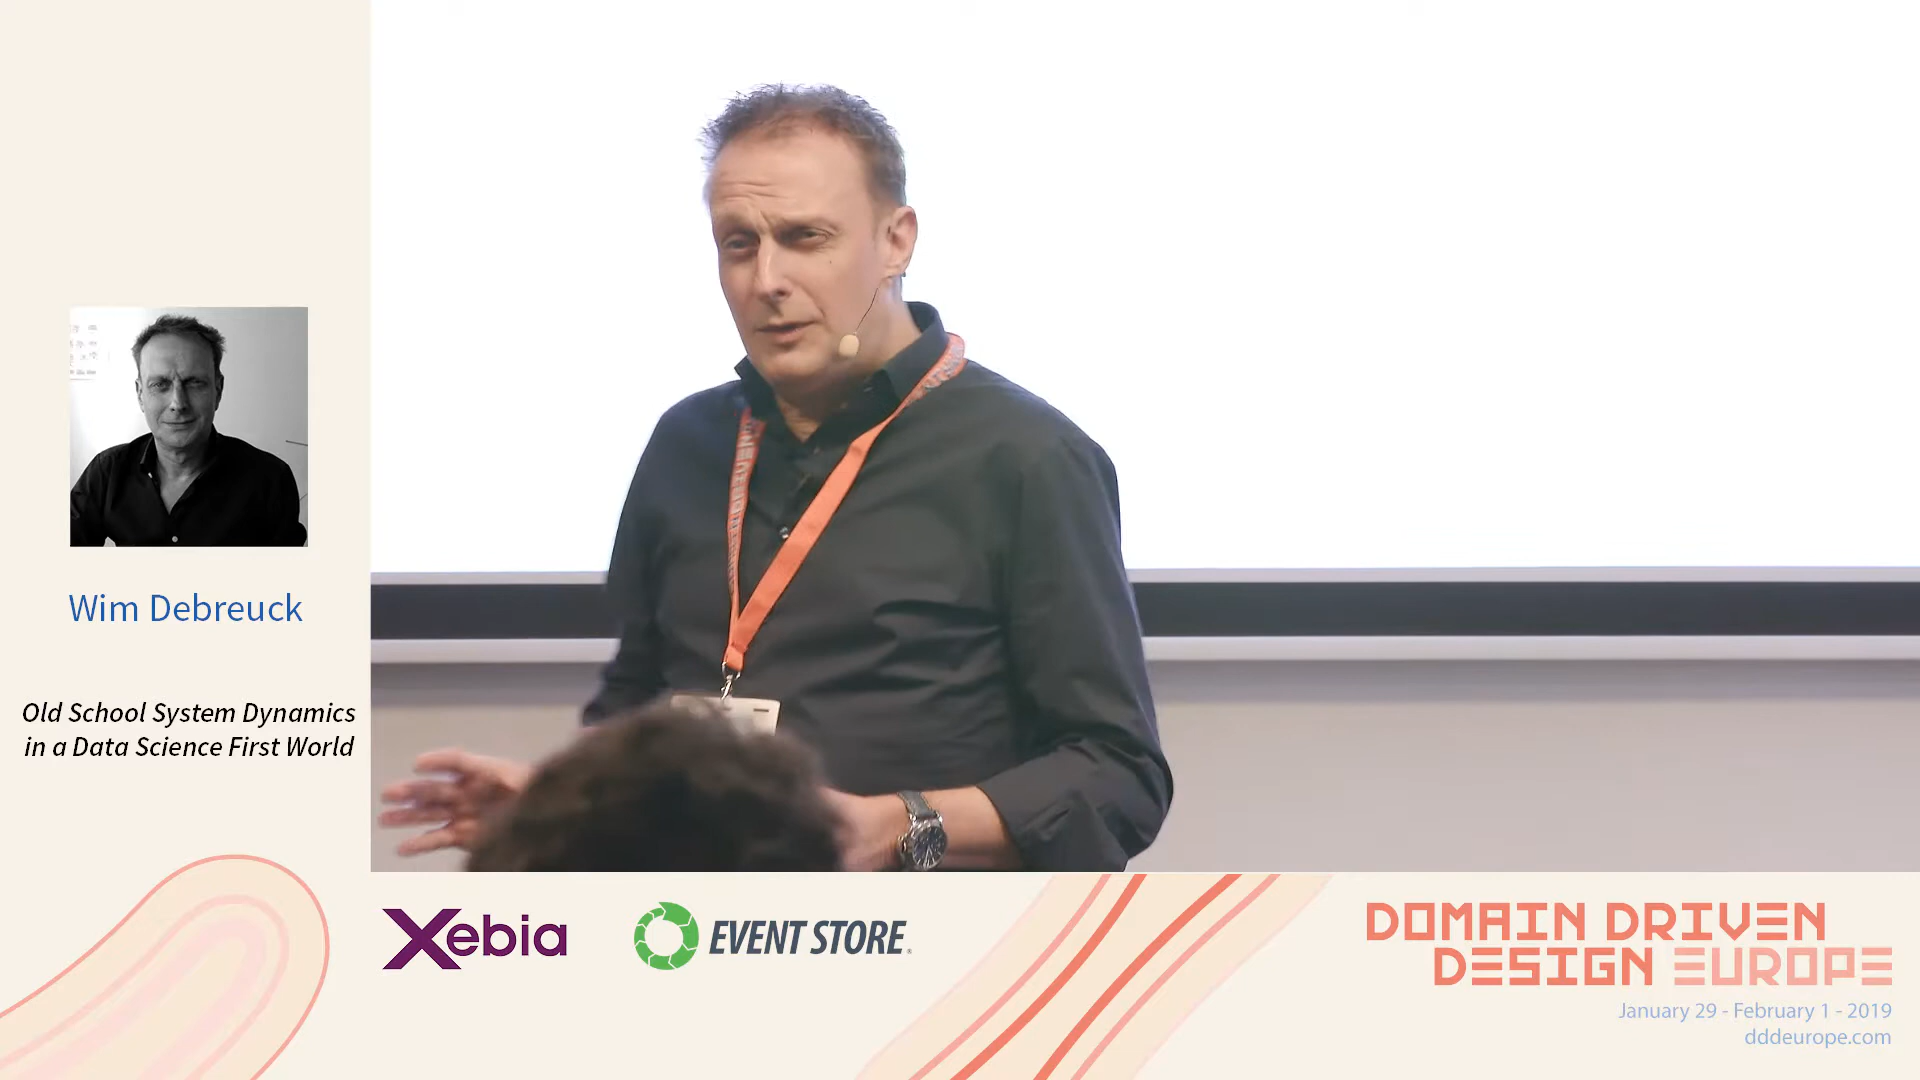 Wim Debreuck
Old School System Dynamics
in a Data Science First World
Xebia
EVENT STORE
DOMAIN DRIVEN
DESIGN EUROPE
January 29 - February 1 - 2019
dddeurope.com